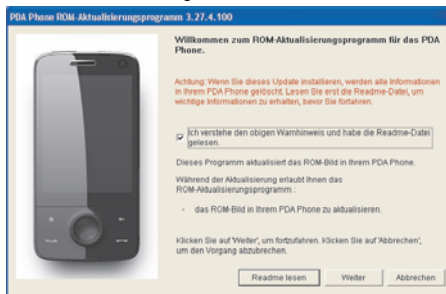 PDA Phone ROM-Aktualisierungsprogramm 3.27.4.100
Willkommen zum ROM-Aktualisierungsprogramm für das PDA
Phone.
Achtung: Wenn Sie dieses Update installieren, werden alle Informationen
in Ihrem PDA Phone gelöscht. Lesen Sie erst die Readme-Datei, um
wichtige Informationen zu erhalten, bevor Sie fortfahren.
Ich verstehe den obigen Warnhinweis und habe die Readme-Datei
gelesen.
Dieses Programm aktualisiert das ROM-Bild in Ihrem PDA Phone.
Während der Aktualisierung erlaubt Ihnen das
ROM-Aktualisierungsprogramm :
- das ROM-Bild in Ihrem PDA Phone zu aktualisieren.
Klicken Sie auf 'Weiter', um fortzufahren. Klicken Sie auf 'Abbrechen',
um den Vorgang abzubrechen.
Readme lesen Weiter Abbrechen